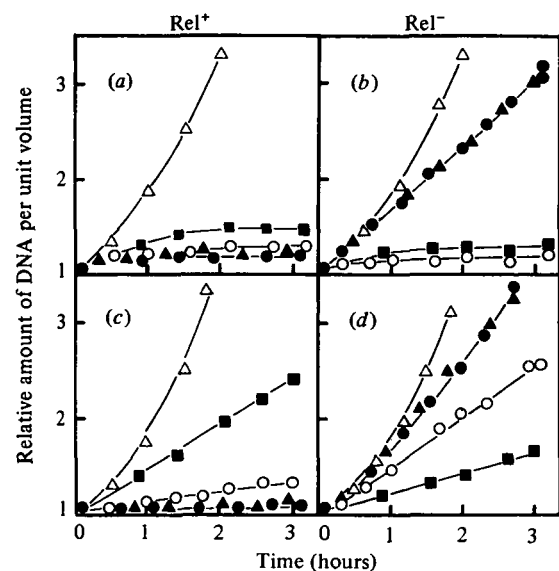 Rel⁺ Rel⁻
Relative amount of DNA per unit volume
(a) (b)
3
2
1
(c) (d)
3
2
1
0 1 2 3 0 1 2 3
Time (hours)